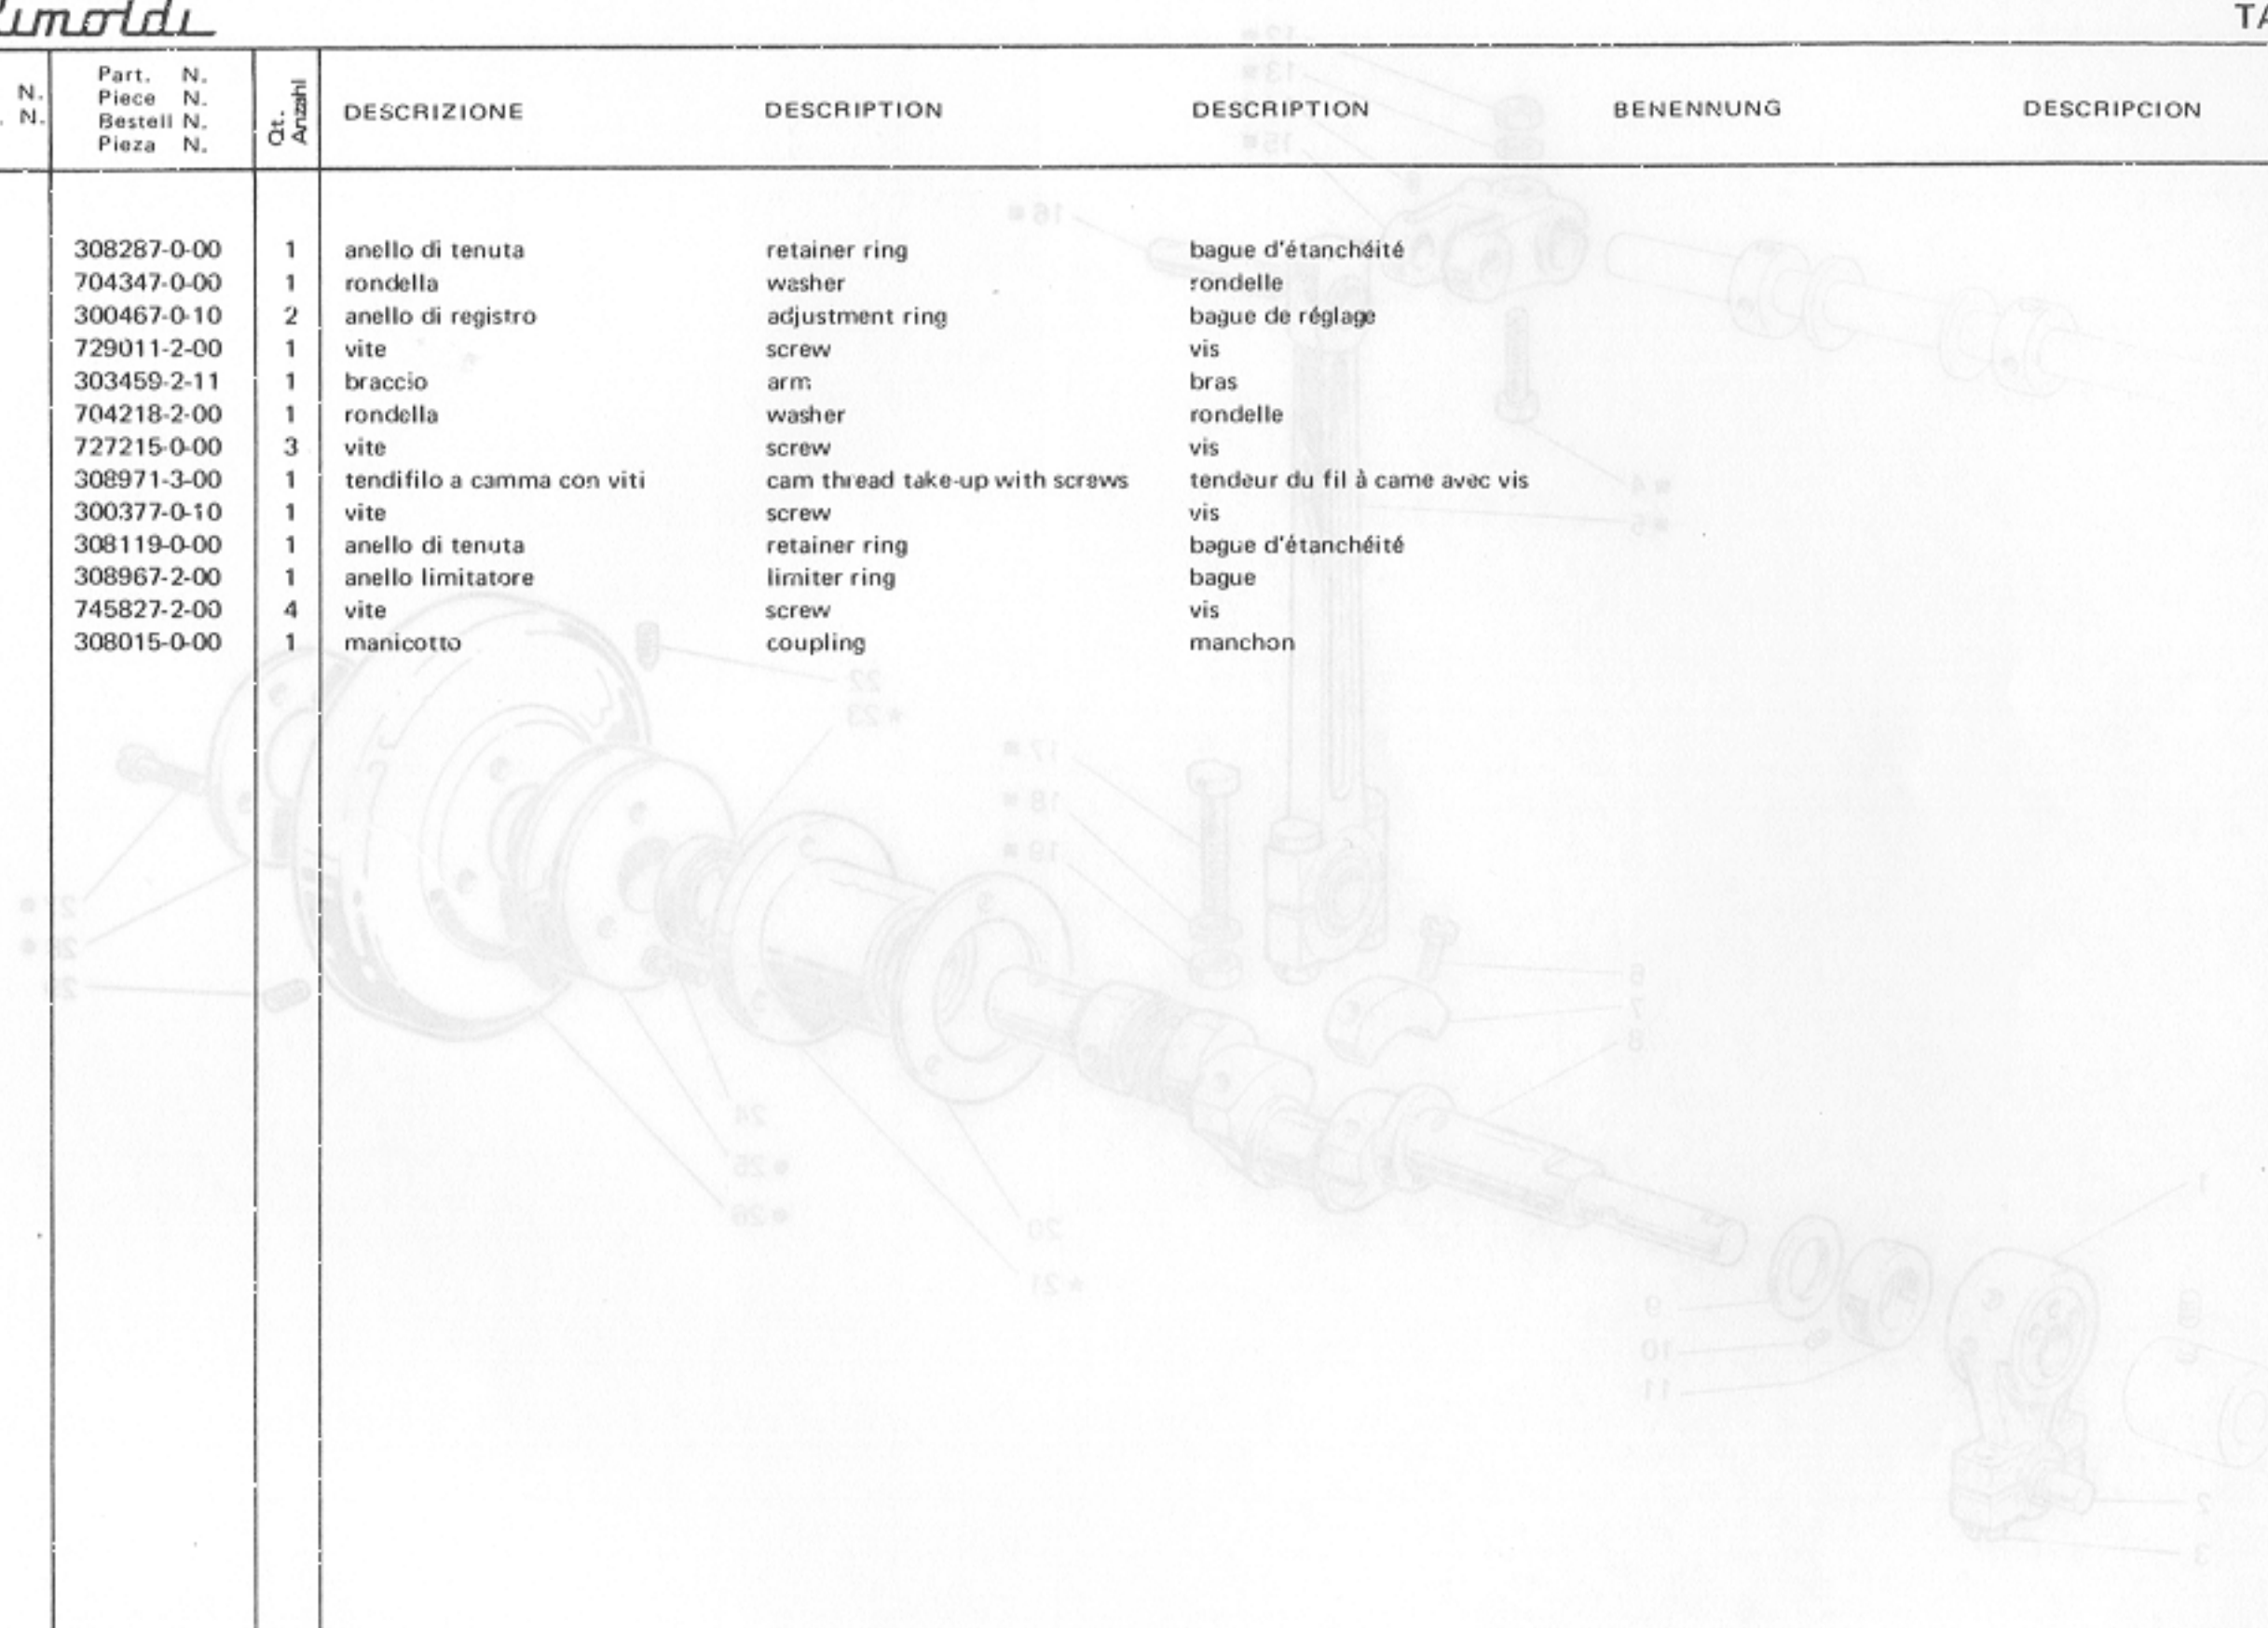 Rimoldi TA
N.
N.
Part. N.
Piece N.
Bestell N.
Pieza N.
Qt.
Anzahl
DESCRIZIONE DESCRIPTION DESCRIPTION BENENNUNG DESCRIPCION
308287-0-00 1 anello di tenuta retainer ring bague d'étanchéité
704347-0-00 1 rondella washer rondelle
300467-0-10 2 anello di registro adjustment ring bague de réglage
729011-2-00 1 vite screw vis
303459-2-11 1 braccio arm bras
704218-2-00 1 rondella washer rondelle
727215-0-00 3 vite screw vis
308971-3-00 1 tendifilo a camma con viti cam thread take-up with screws tendeur du fil à came avec vis
300377-0-10 1 vite screw vis
308119-0-00 1 anello di tenuta retainer ring bague d'étanchéité
308967-2-00 1 anello limitatore limiter ring bague
745827-2-00 4 vite screw vis
308015-0-00 1 manicotto coupling manchon